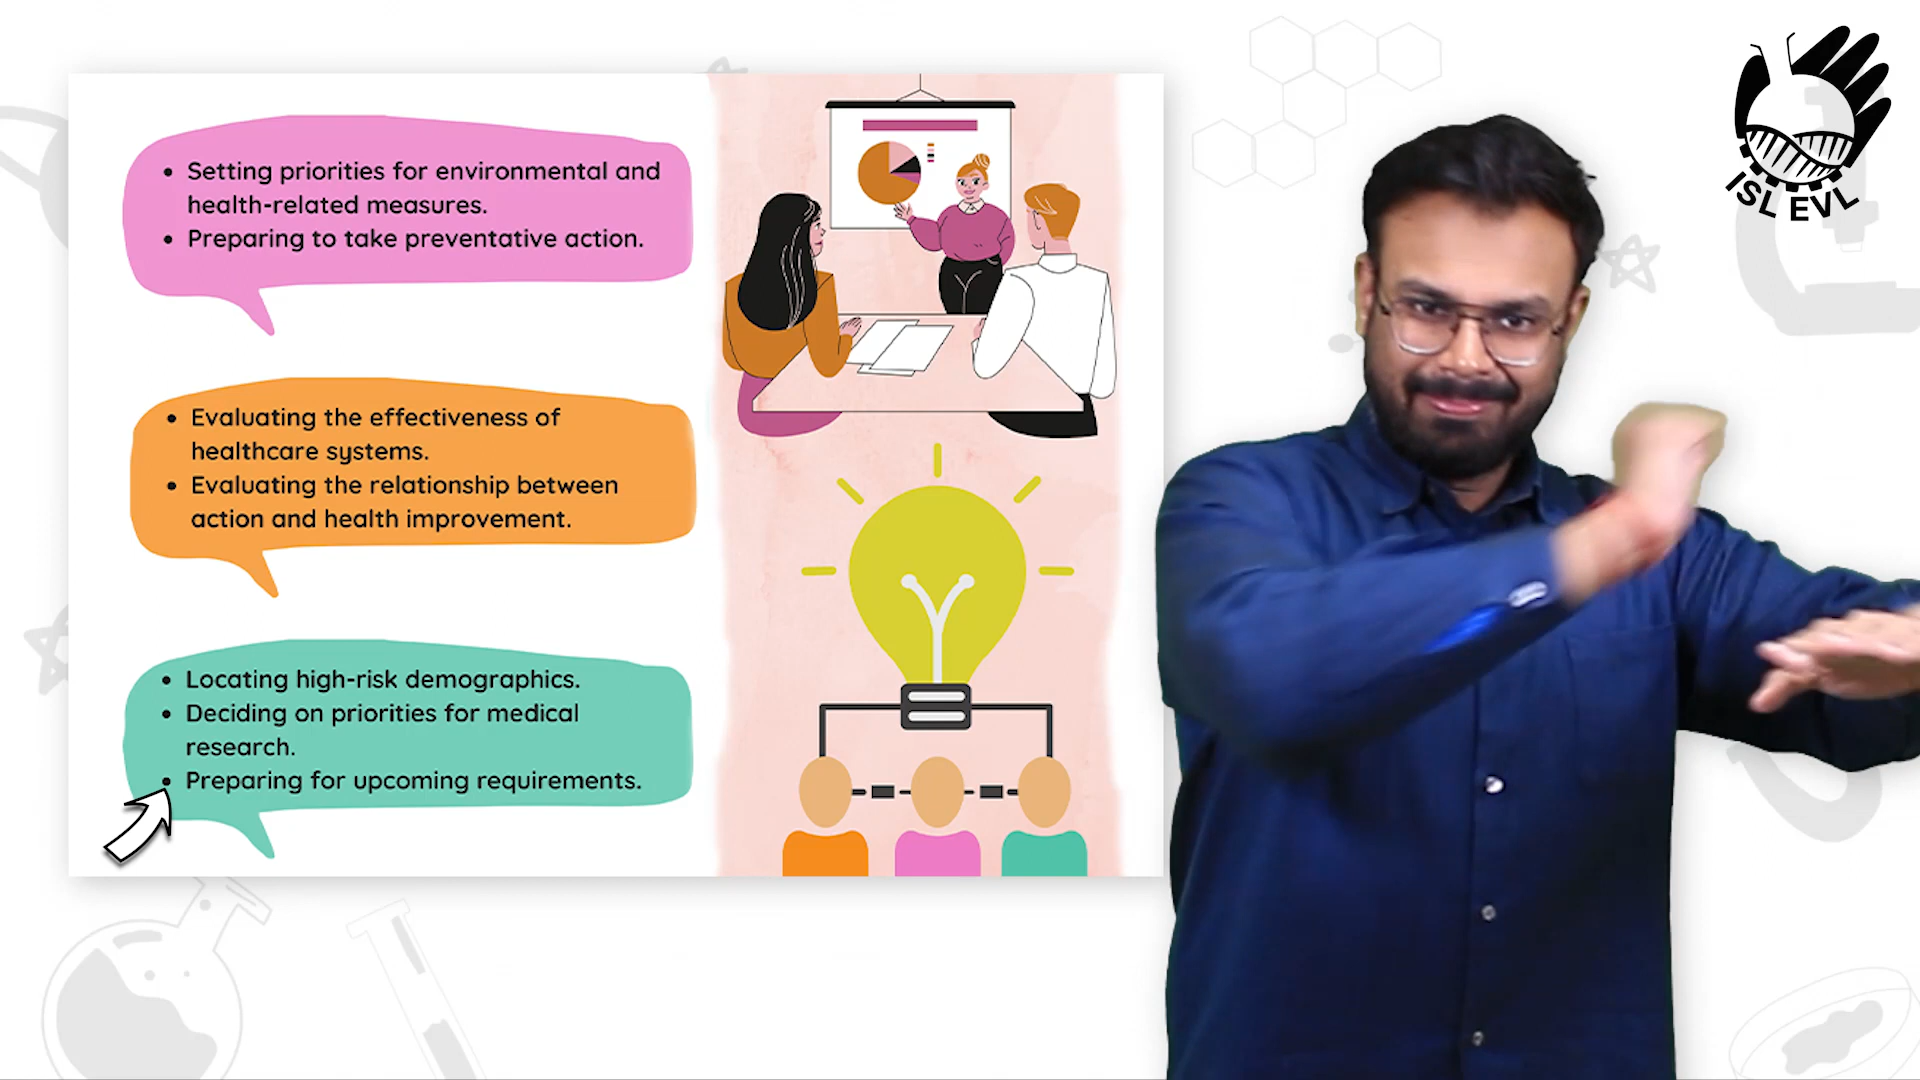 • Setting priorities for environmental and
health-related measures.
• Preparing to take preventative action.
• Evaluating the effectiveness of
healthcare systems.
• Evaluating the relationship between
action and health improvement.
• Locating high-risk demographics.
• Deciding on priorities for medical
research.
• Preparing for upcoming requirements.
ISL EVL